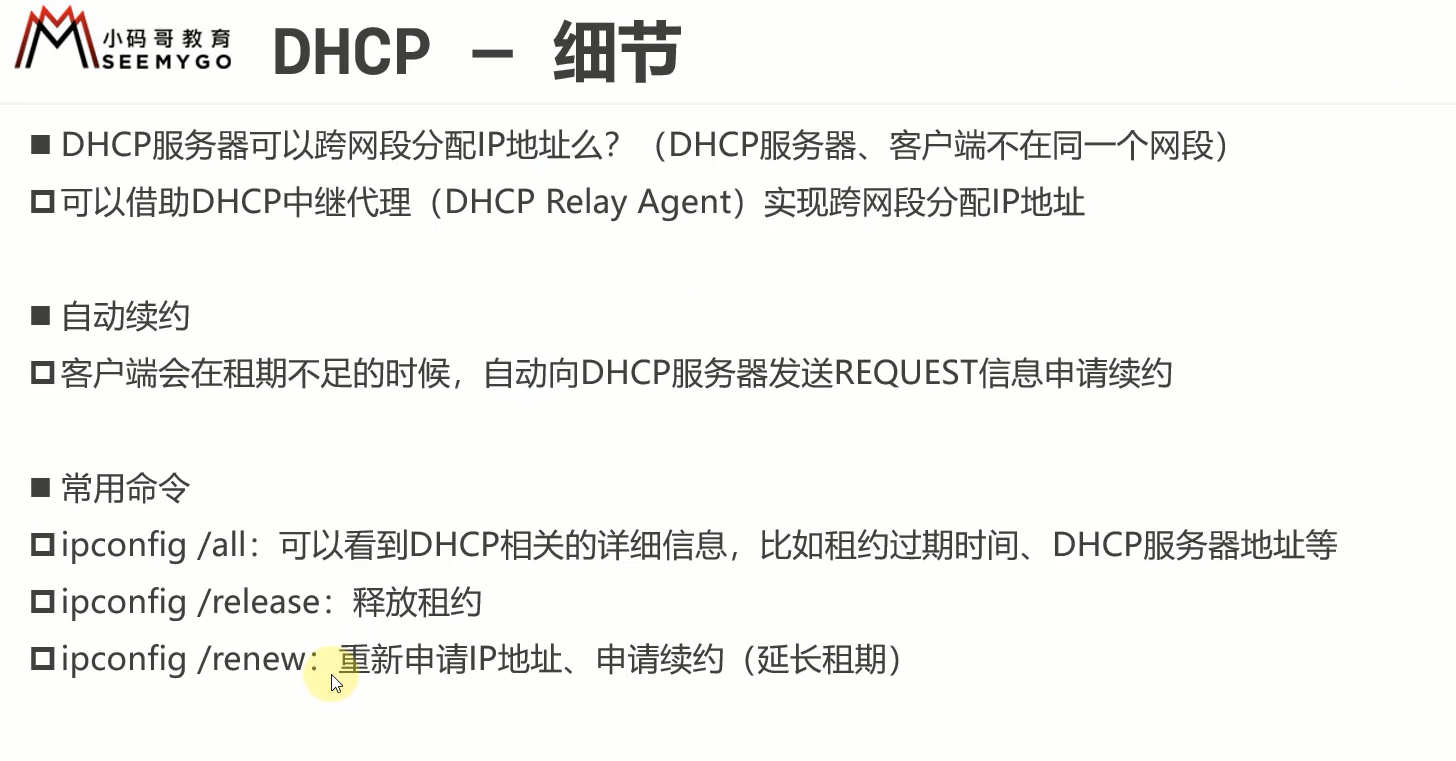 小码哥教育
SEEMYGO
DHCP – 细节
DHCP服务器可以跨网段分配IP地址么？（DHCP服务器、客户端不在同一个网段）
可以借助DHCP中继代理（DHCP Relay Agent）实现跨网段分配IP地址
自动续约
客户端会在租期不足的时候，自动向DHCP服务器发送REQUEST信息申请续约
常用命令
ipconfig /all：可以看到DHCP相关的详细信息，比如租约过期时间、DHCP服务器地址等
ipconfig /release：释放租约
ipconfig /renew：重新申请IP地址、申请续约（延长租期）